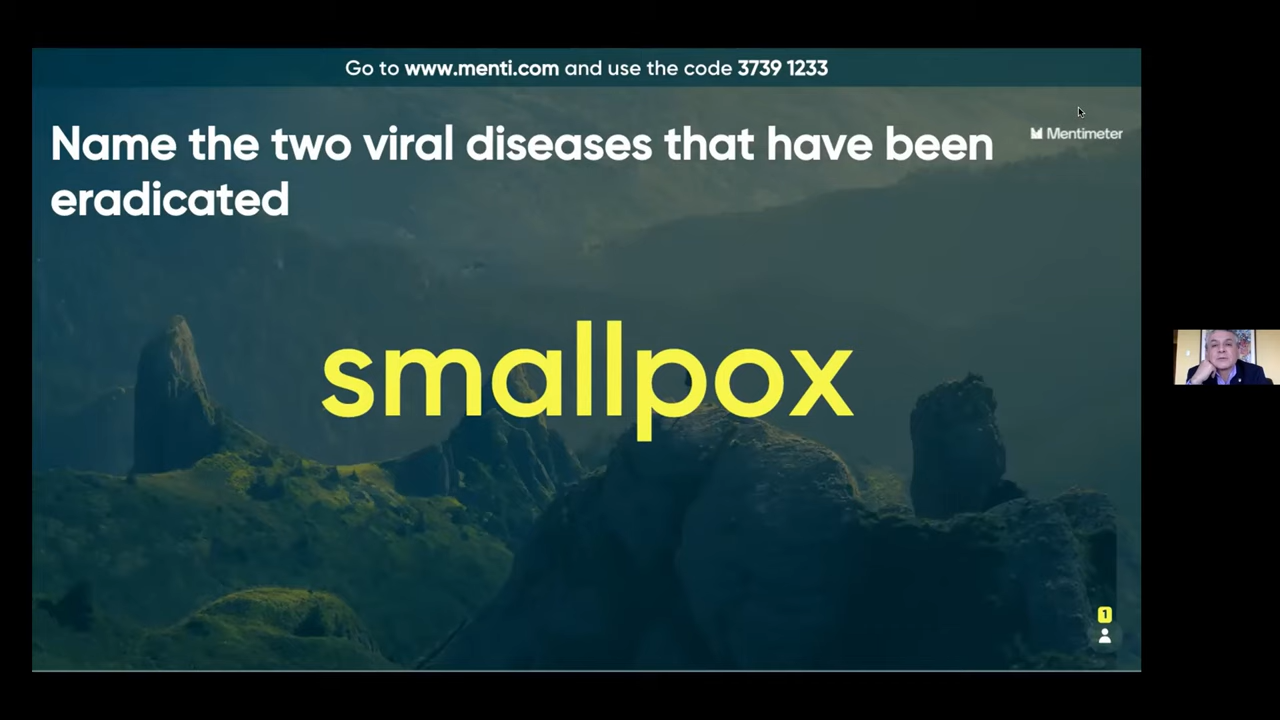 Go to www.menti.com and use the code 3739 1233
Mentimeter
Name the two viral diseases that have been
eradicated
smallpox
1